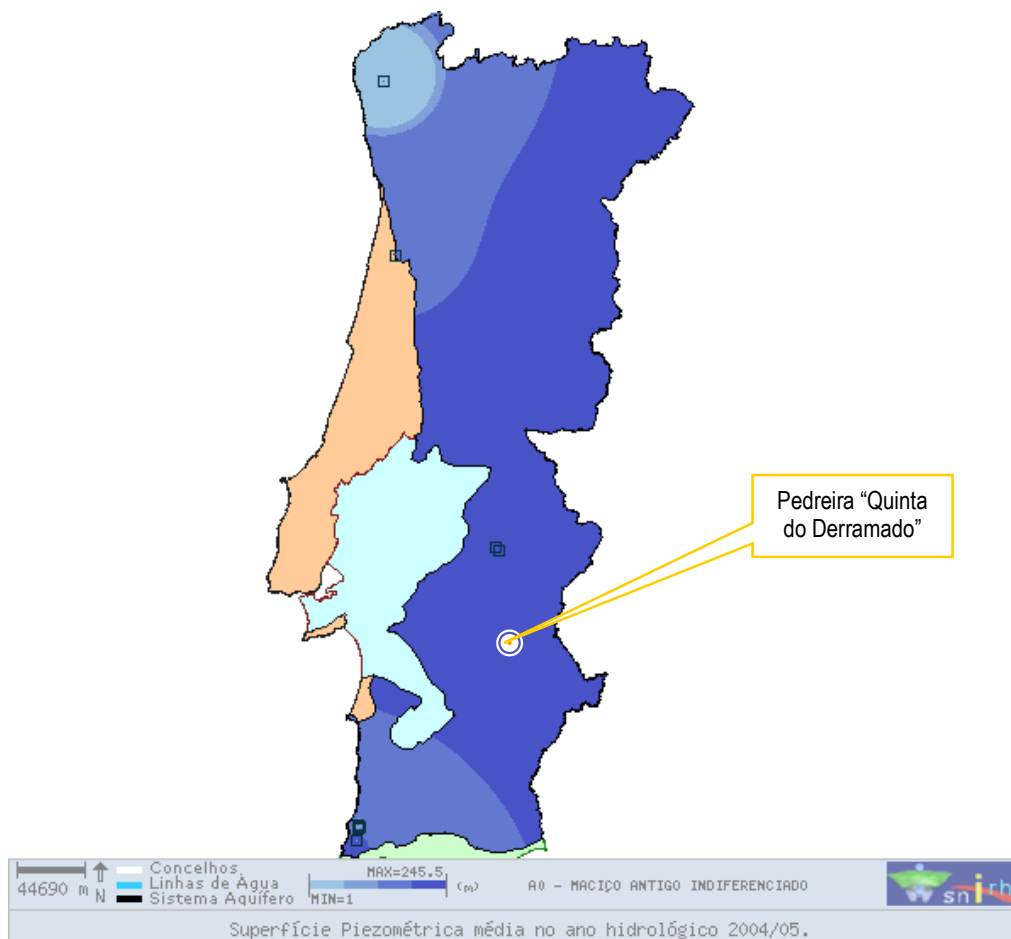 Pedreira “Quinta
do Derramado”
44690 m
N
Concelhos
Linhas de Água
Sistema Aquífero
MAX=245.5
(m)
MIN=1
A0 - MACIÇO ANTIGO INDIFERENCIADO
snirh
Superfície Piezométrica média no ano hidrológico 2004/05.